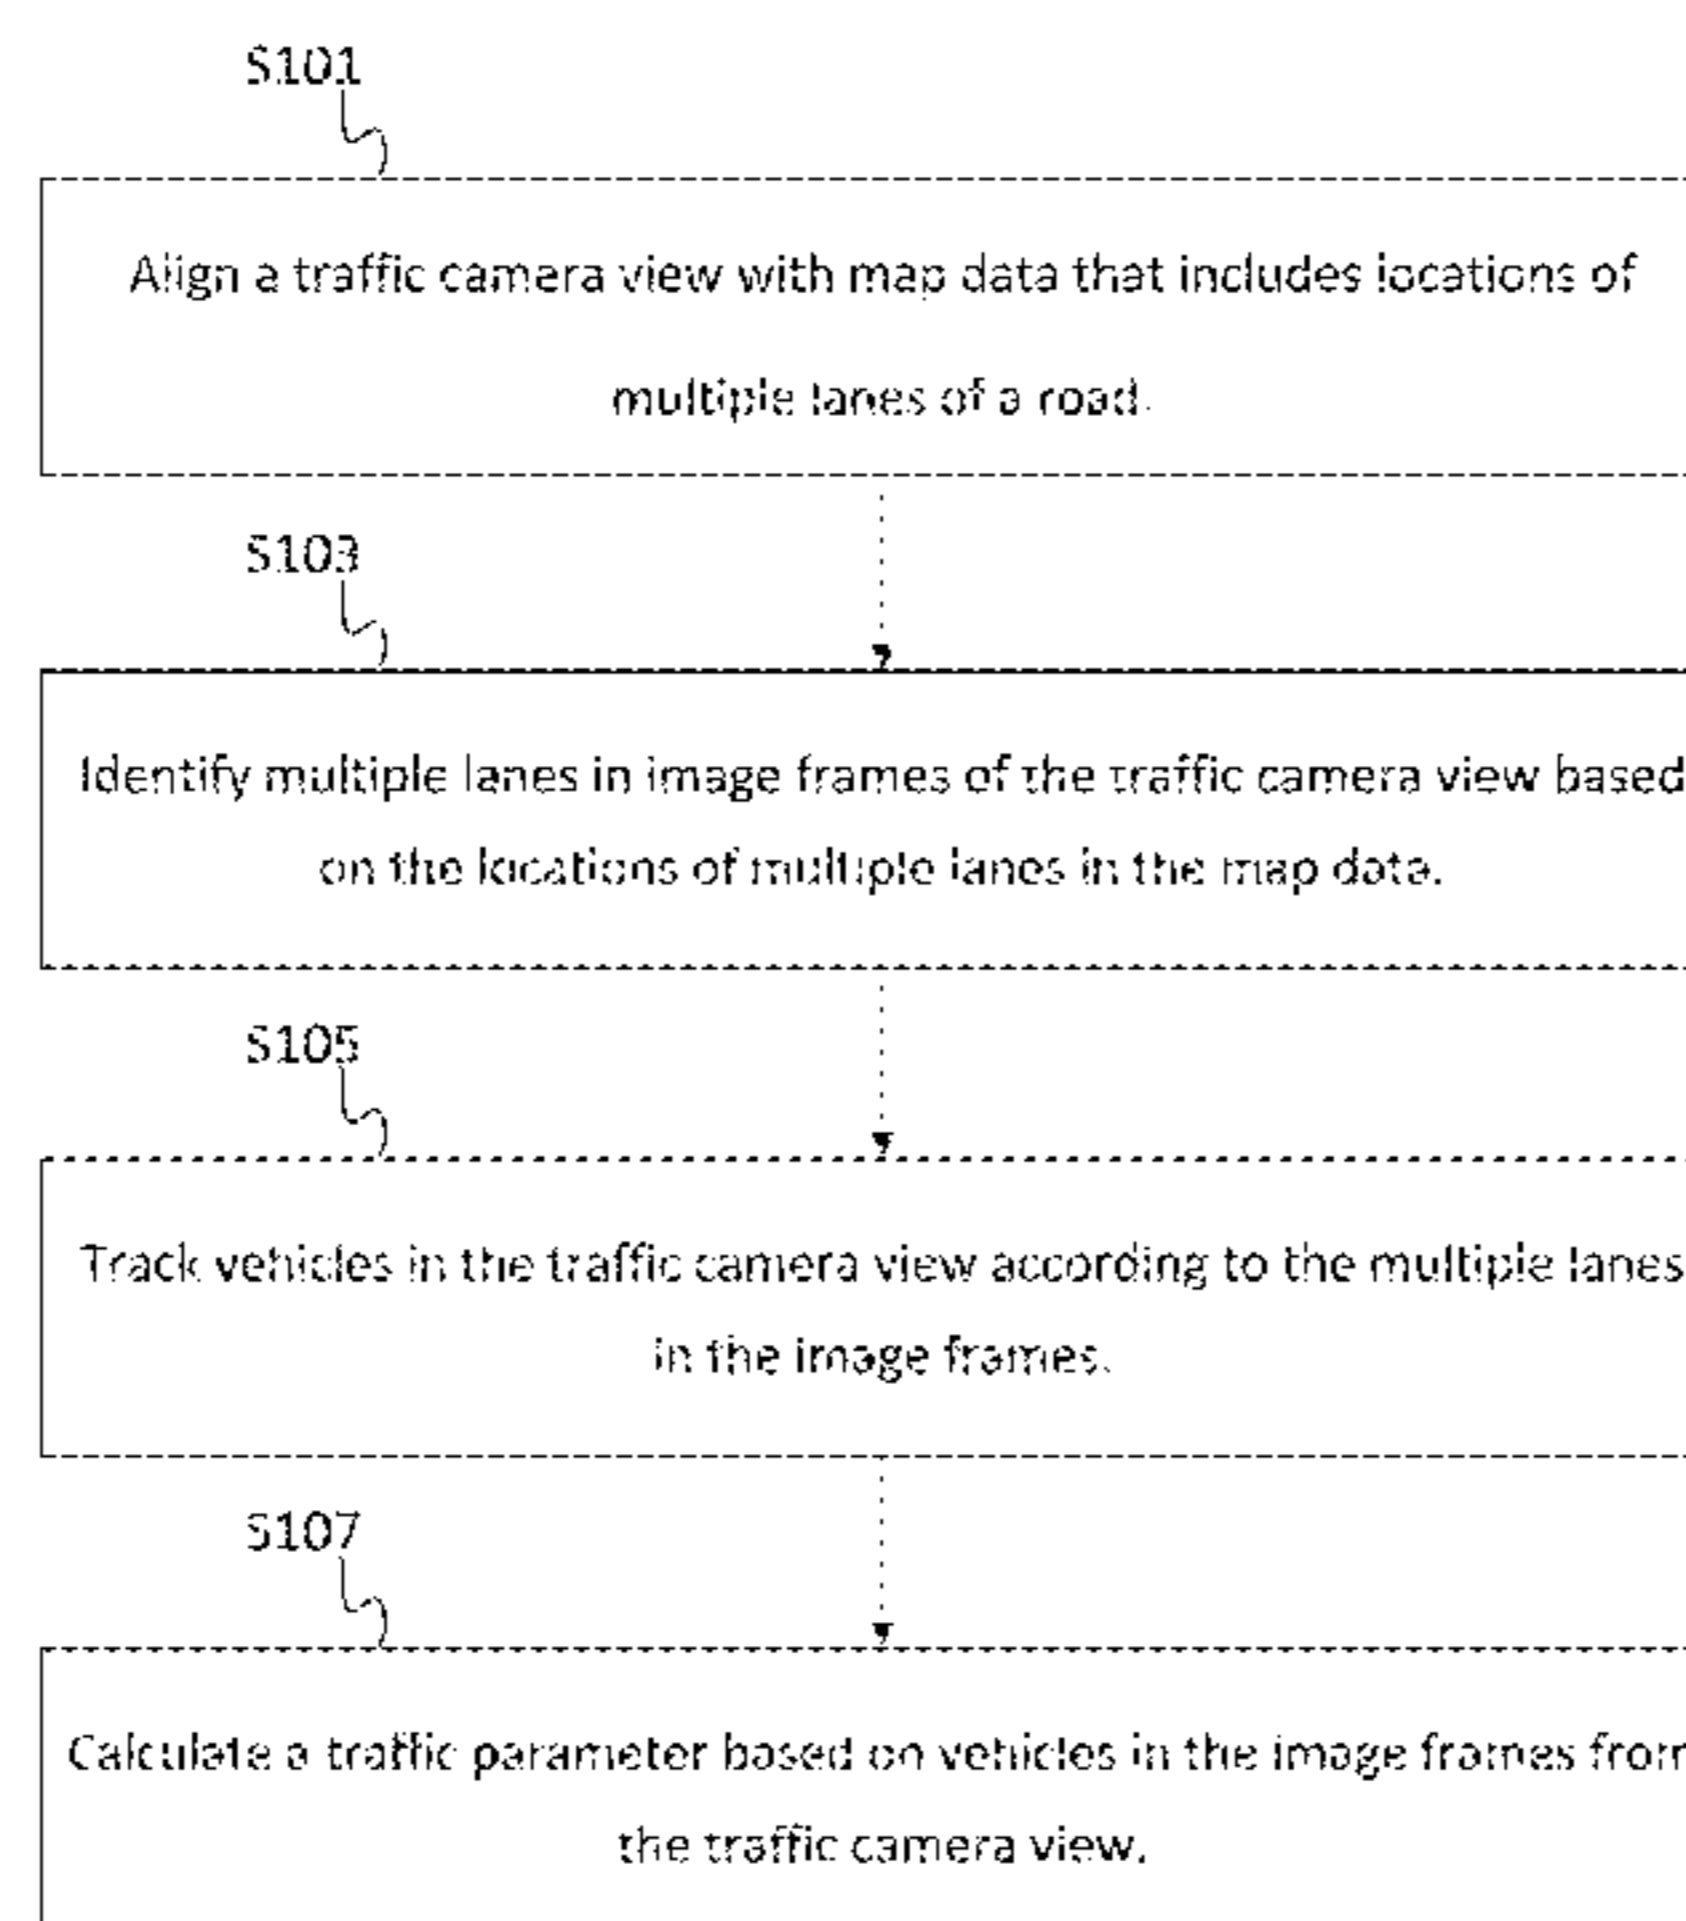 S101
Align a traffic camera view with map data that includes locations of
multiple lanes of a road.
S103
Identify multiple lanes in image frames of the traffic camera view based
on the locations of multiple lanes in the map data.
S105
Track vehicles in the traffic camera view according to the multiple lanes
in the image frames.
S107
Calculate a traffic parameter based on vehicles in the image frames from
the traffic camera view.